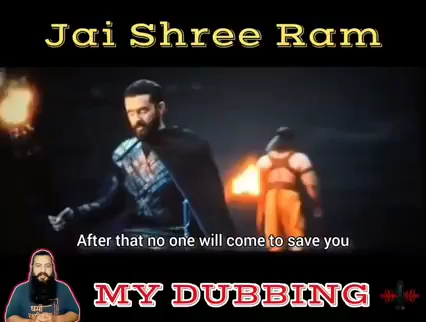 Jai Shree Ram
After that no one will come to save you
MY DUBBING